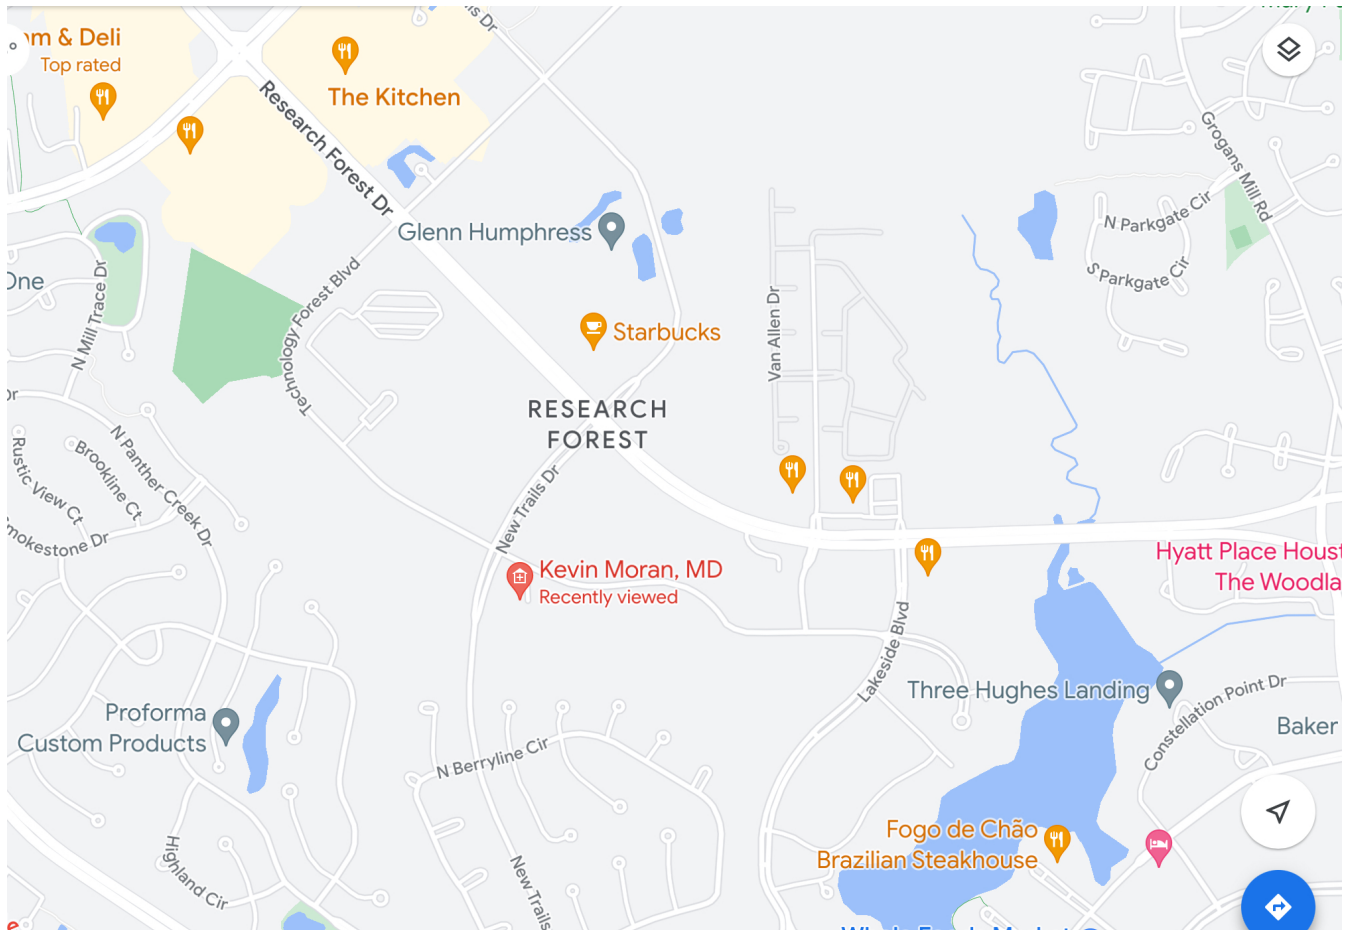 Dr
& Deli
Top rated
The Kitchen
Research Forest Dr
Grogans Mill Rd
N Parkgate Cir
S Parkgate Cir
Glenn Humphress
One
N Mill Trace Dr
Technology Forest Blvd
Starbucks
Van Allen Dr
RESEARCH
FOREST
Dr
N Panther Creek Dr
Brookline Ct
Rustic View Ct
mokestone Dr
New Trails Dr
Kevin Moran, MD
Recently viewed
Hyatt Place Houst
The Woodla
Lakeside Blvd
Three Hughes Landing
Constellation Point Dr
Baker
Proforma
Custom Products
N Berryline Cir
Highland Cir
New Trails
Fogo de Chão
Brazilian Steakhouse